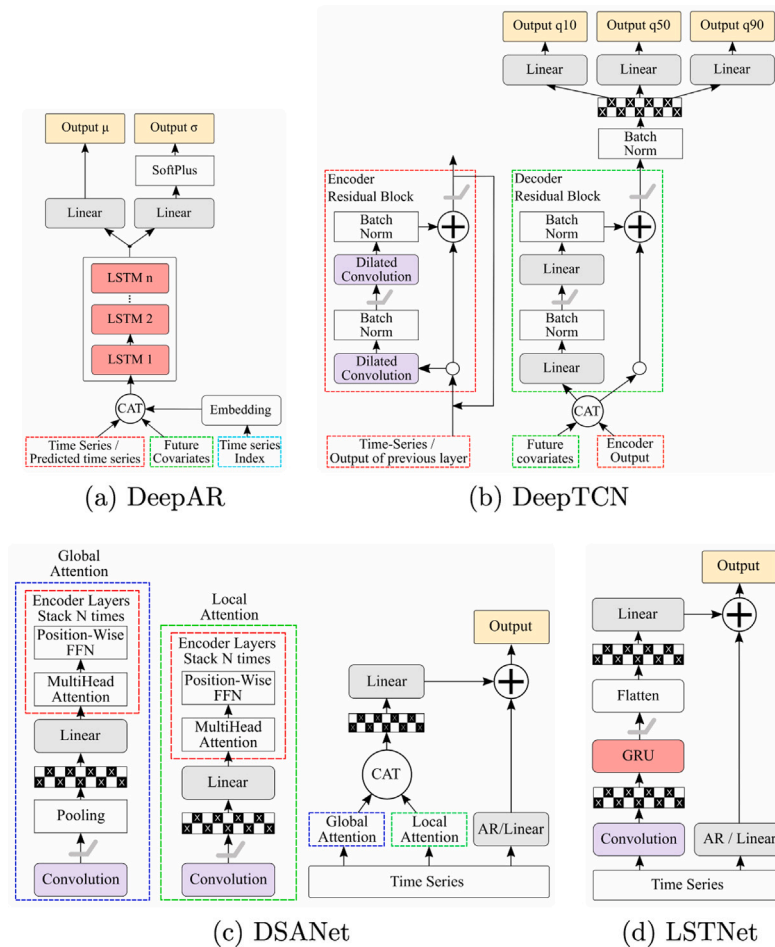 Output μ
Output σ
SoftPlus
Linear
Linear
LSTM n
LSTM 2
LSTM 1
CAT
Embedding
Time Series /
Predicted time series
Future
Covariates
Time series
Index
(a) DeepAR
Output q10
Output q50
Output q90
Linear
Linear
Linear
X X X X
X X X X
Batch
Norm
Encoder
Residual Block
Batch
Norm
Dilated
Convolution
Batch
Norm
Dilated
Convolution
Time-Series /
Output of previous layer
Decoder
Residual Block
Batch
Norm
Linear
Batch
Norm
Linear
CAT
Future
covariates
Encoder
Output
(b) DeepTCN
Global
Attention
Encoder Layers
Stack N times
Position-Wise
FFN
MultiHead
Attention
Linear
X X X X
X X X X
Pooling
Convolution
Local
Attention
Encoder Layers
Stack N times
Position-Wise
FFN
MultiHead
Attention
Linear
X X X X
X X X X
Convolution
Output
Linear
X X X X
X X X X
CAT
Global
Attention
Local
Attention
AR/Linear
Time Series
(c) DSANet
Output
Linear
X X X X
X X X X
Flatten
GRU
X X X X
X X X X
Convolution
AR / Linear
Time Series
(d) LSTNet